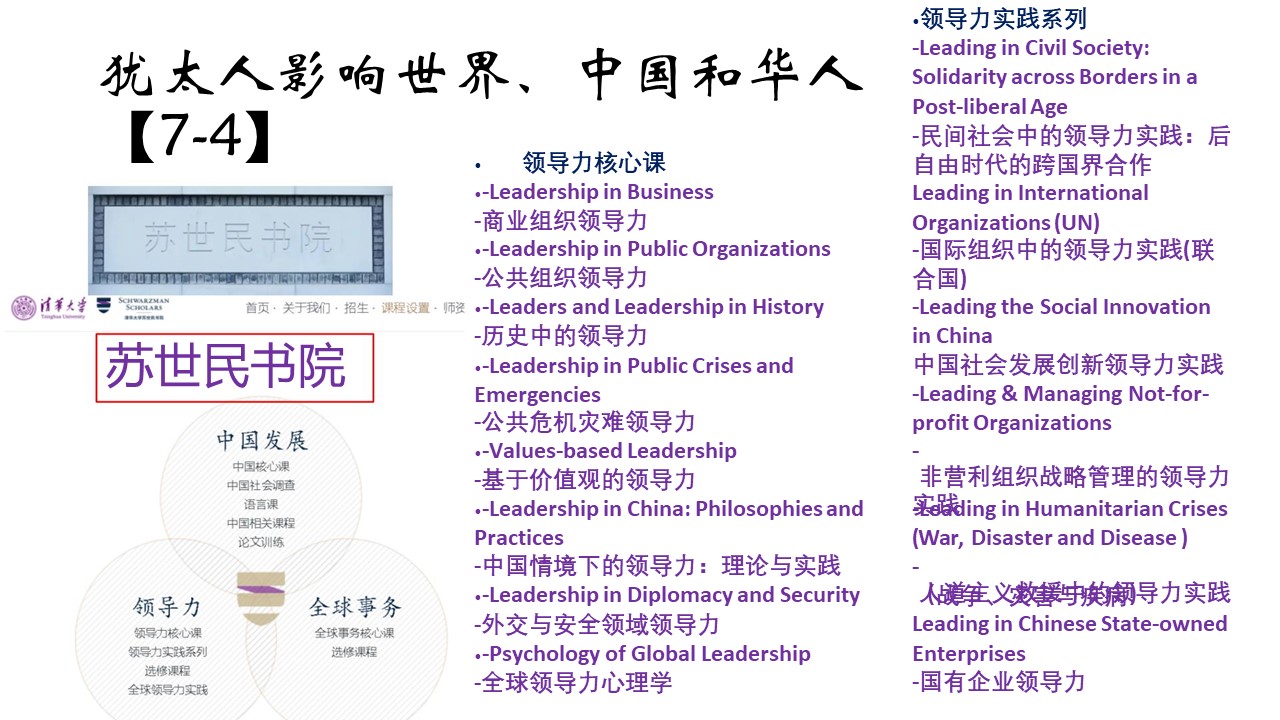 犹太人影响世界、中国和华人
【7-4】
苏世民书院
清华大学
Tsinghua University
SCHWARZMAN
SCHOLARS
清华大学苏世民书院
首页· 关于我们· 招生· 课程设置· 师资
苏世民书院
中国发展
中国核心课
中国社会调查
语言课
中国相关课程
论文训练
领导力
领导力核心课
领导力实践系列
选修课程
全球领导力实践
全球事务
全球事务核心课
选修课程
• 领导力核心课
•-Leadership in Business
-商业组织领导力
•-Leadership in Public Organizations
-公共组织领导力
•-Leaders and Leadership in History
-历史中的领导力
•-Leadership in Public Crises and
Emergencies
-公共危机灾难领导力
•-Values-based Leadership
-基于价值观的领导力
•-Leadership in China: Philosophies and
Practices
-中国情境下的领导力：理论与实践
•-Leadership in Diplomacy and Security
-外交与安全领域领导力
•-Psychology of Global Leadership
-全球领导力心理学
•领导力实践系列
-Leading in Civil Society:
Solidarity across Borders in a
Post-liberal Age
-民间社会中的领导力实践：后
自由时代的跨国界合作
Leading in International
Organizations (UN)
-国际组织中的领导力实践(联
合国)
-Leading the Social Innovation
in China
中国社会发展创新领导力实践
-Leading & Managing Not-for-
profit Organizations
-
非营利组织战略管理的领导力
实践
-Leading in Humanitarian Crises
(War, Disaster and Disease )
-
人道主义救援中的领导力实践
（战争、灾害与疾病）
Leading in Chinese State-owned
Enterprises
-国有企业领导力